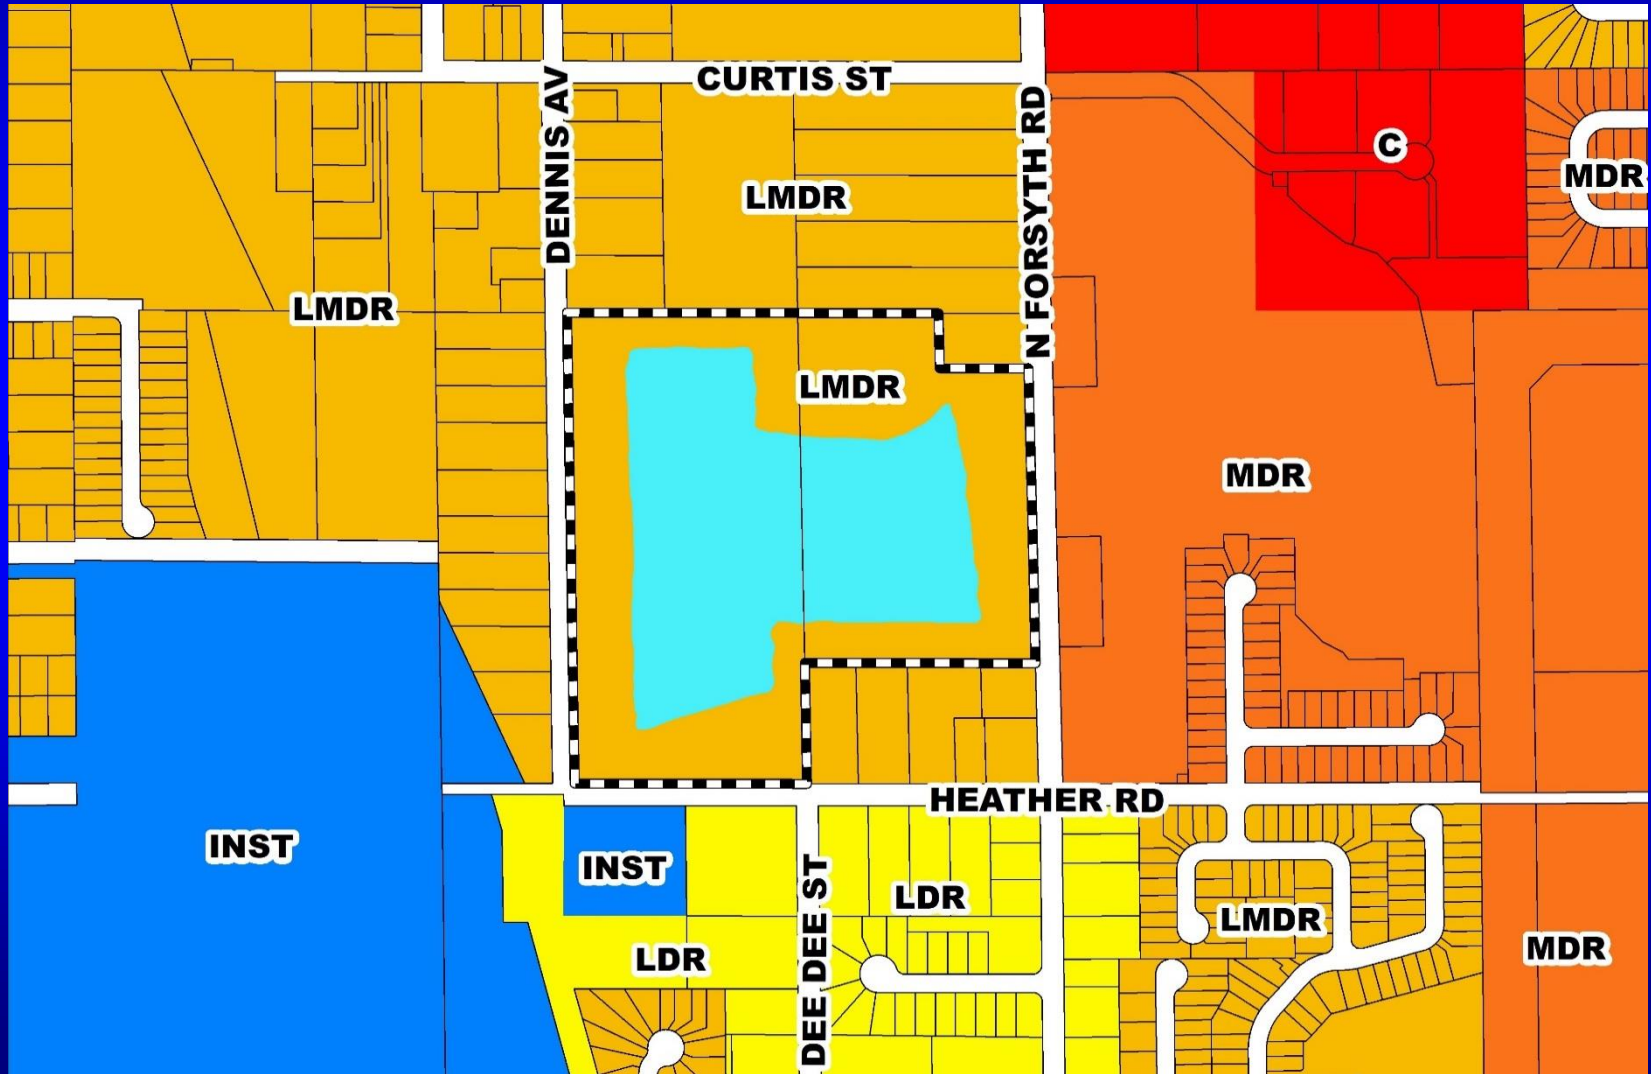 CURTIS ST
DENNIS AV
N FORSYTH RD
C
MDR
LMDR
LMDR
LMDR
MDR
HEATHER RD
INST
INST
DEE DEE ST
LDR
LMDR
MDR
LDR